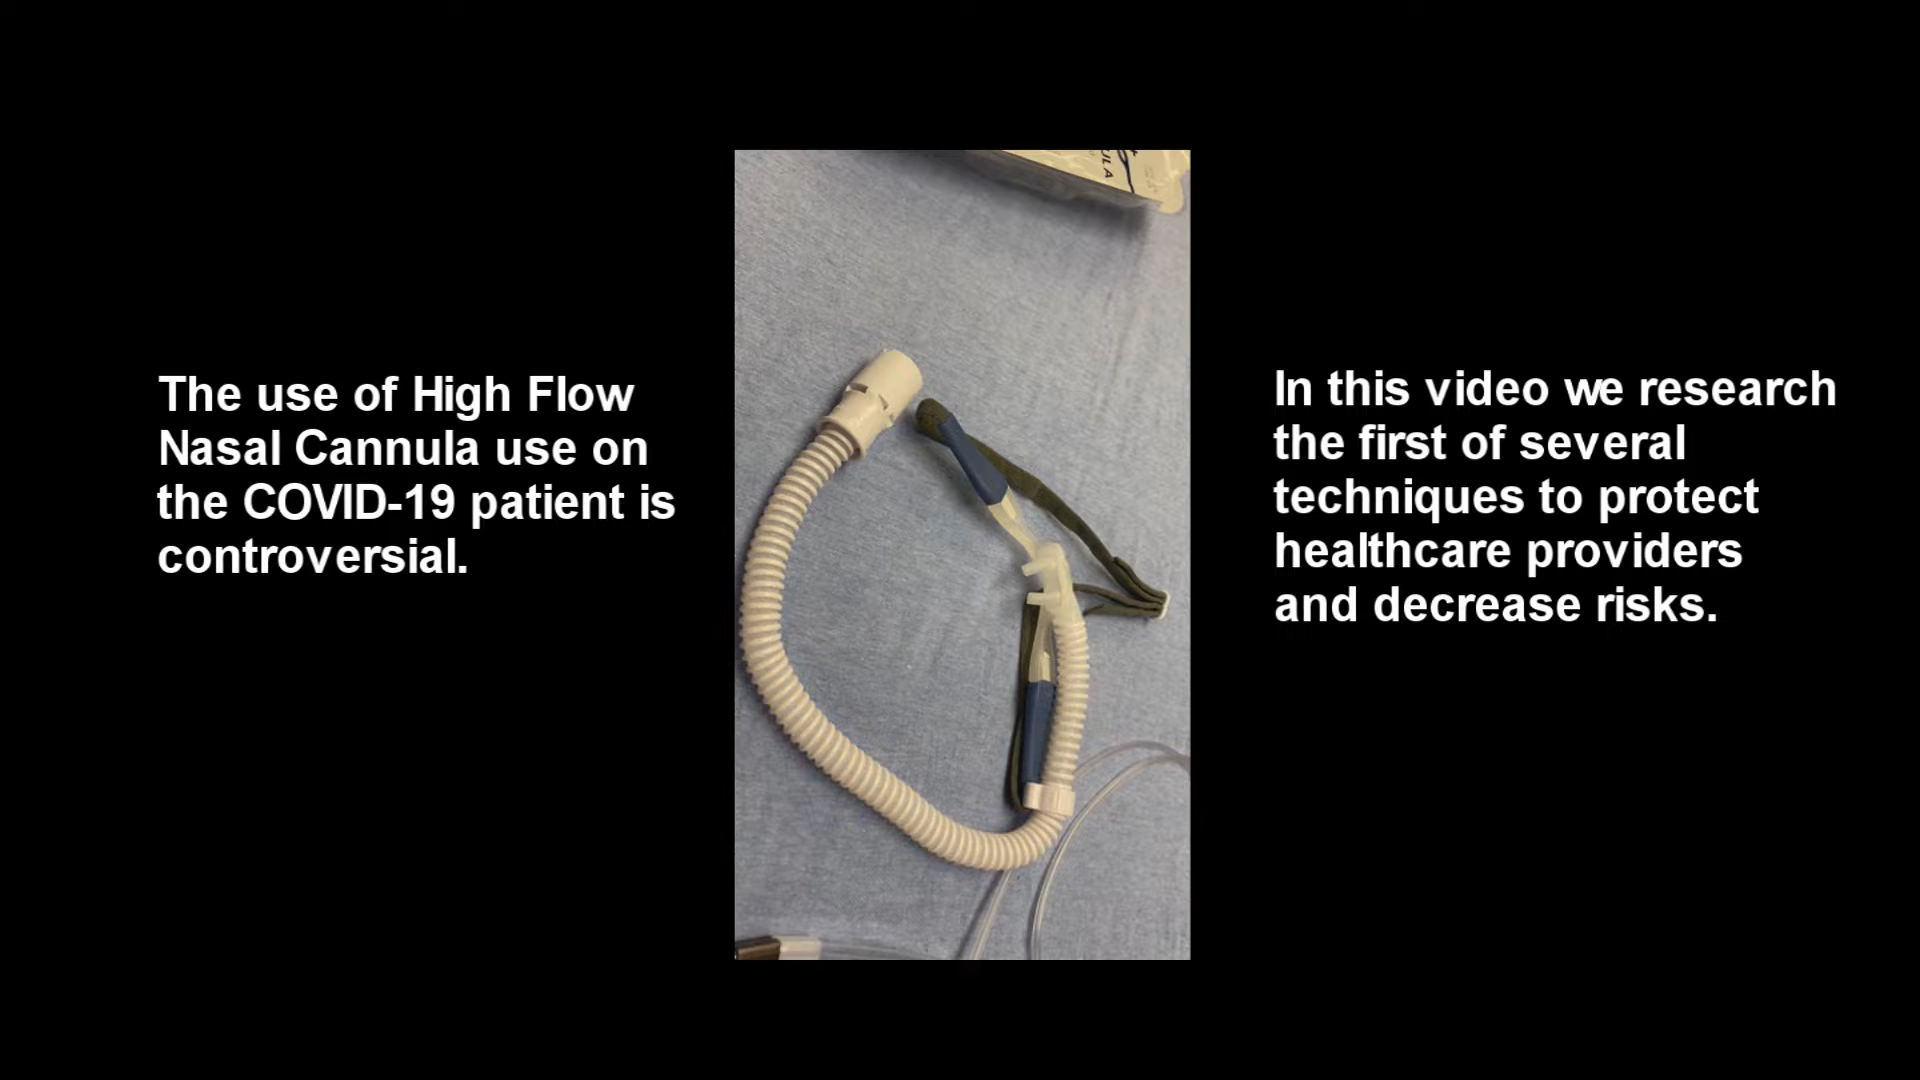 The use of High Flow
Nasal Cannula use on
the COVID-19 patient is
controversial.
In this video we research
the first of several
techniques to protect
healthcare providers
and decrease risks.